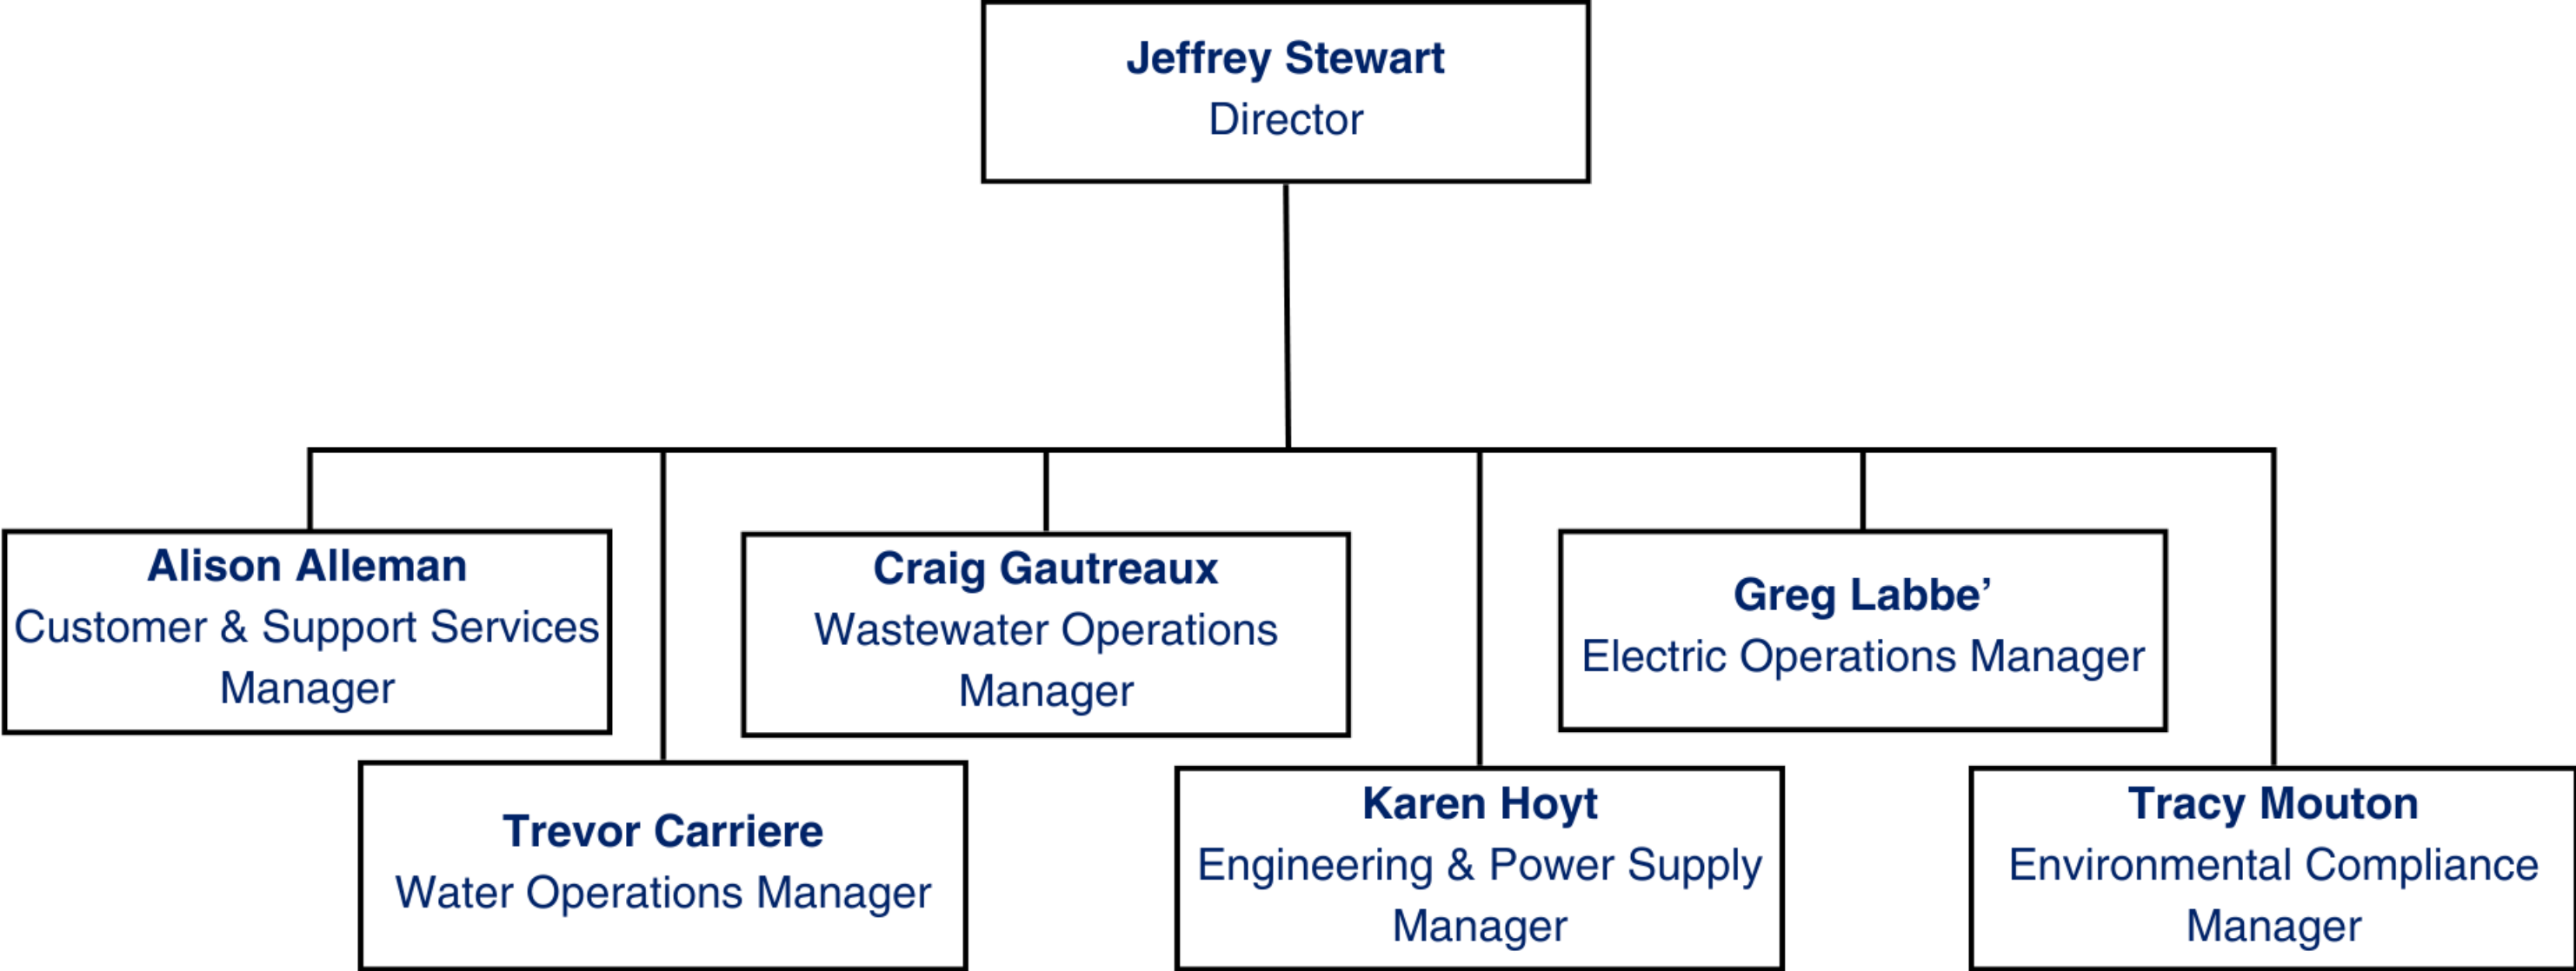 Jeffrey Stewart
Director
Alison Alleman
Customer & Support Services
Manager
Craig Gautreaux
Wastewater Operations
Manager
Greg Labbe’
Electric Operations Manager
Trevor Carriere
Water Operations Manager
Karen Hoyt
Engineering & Power Supply
Manager
Tracy Mouton
Environmental Compliance
Manager